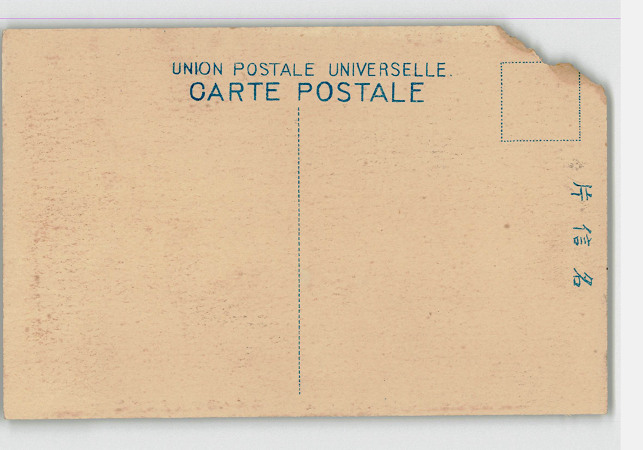 UNION POSTALE UNIVERSELLE.
CARTE POSTALE
名信片